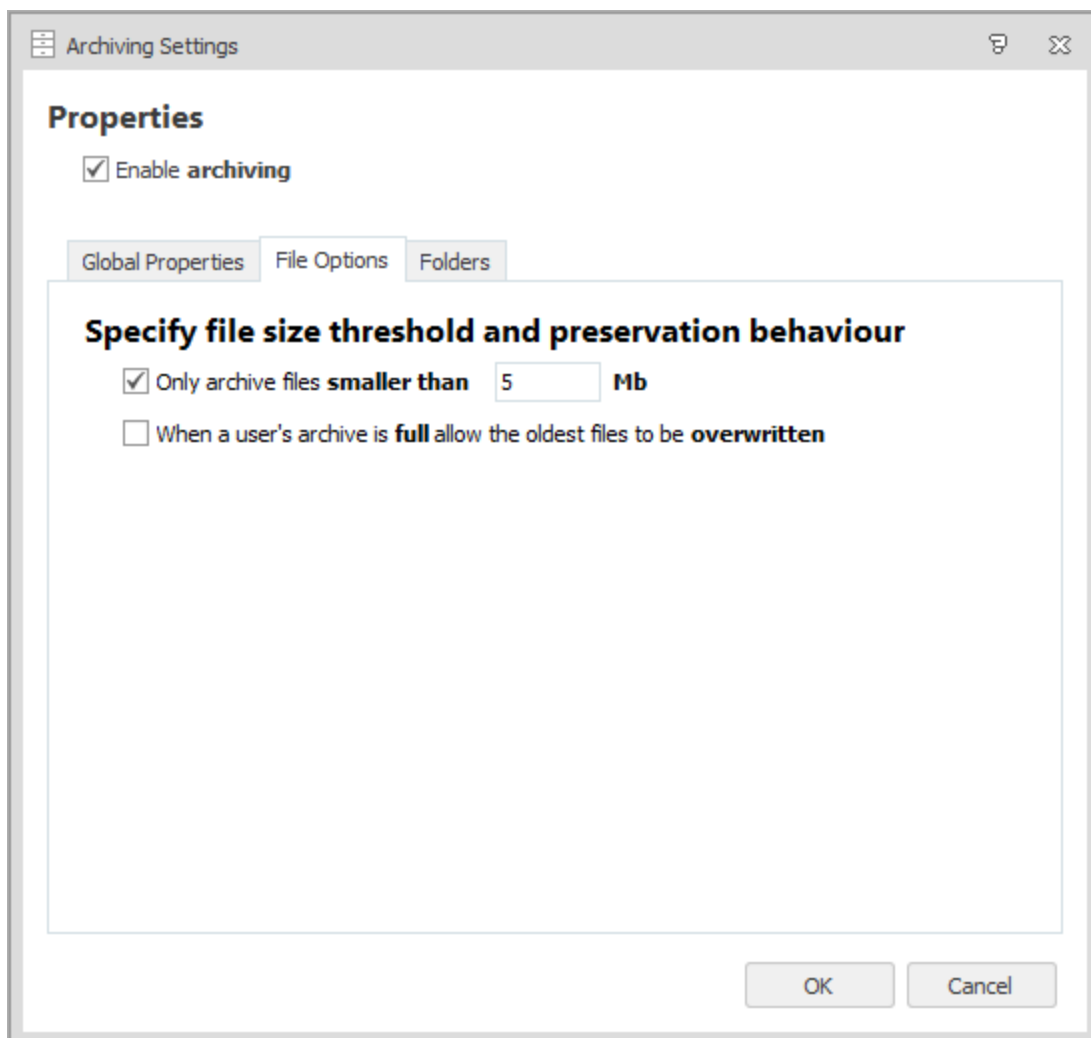 Archiving Settings
Properties
Enable archiving
Global Properties File Options Folders
Specify file size threshold and preservation behaviour
Only archive files smaller than 5 Mb
When a user's archive is full allow the oldest files to be overwritten
OK Cancel